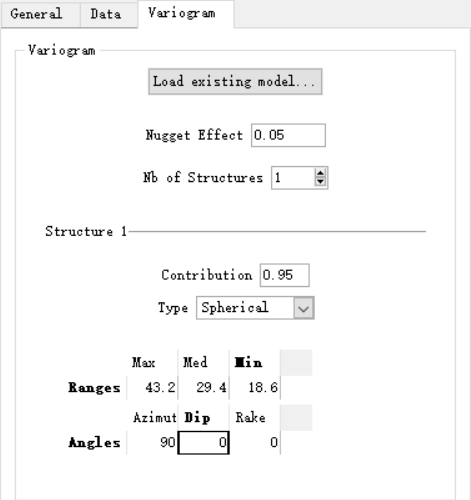 General Data Variogram
Variogram
Load existing model...
Nugget Effect 0.05
Nb of Structures 1
Structure 1
Contribution 0.95
Type Spherical
Max Med Min
Ranges 43.2 29.4 18.6
Azimut Dip Rake
Angles 90 0 0